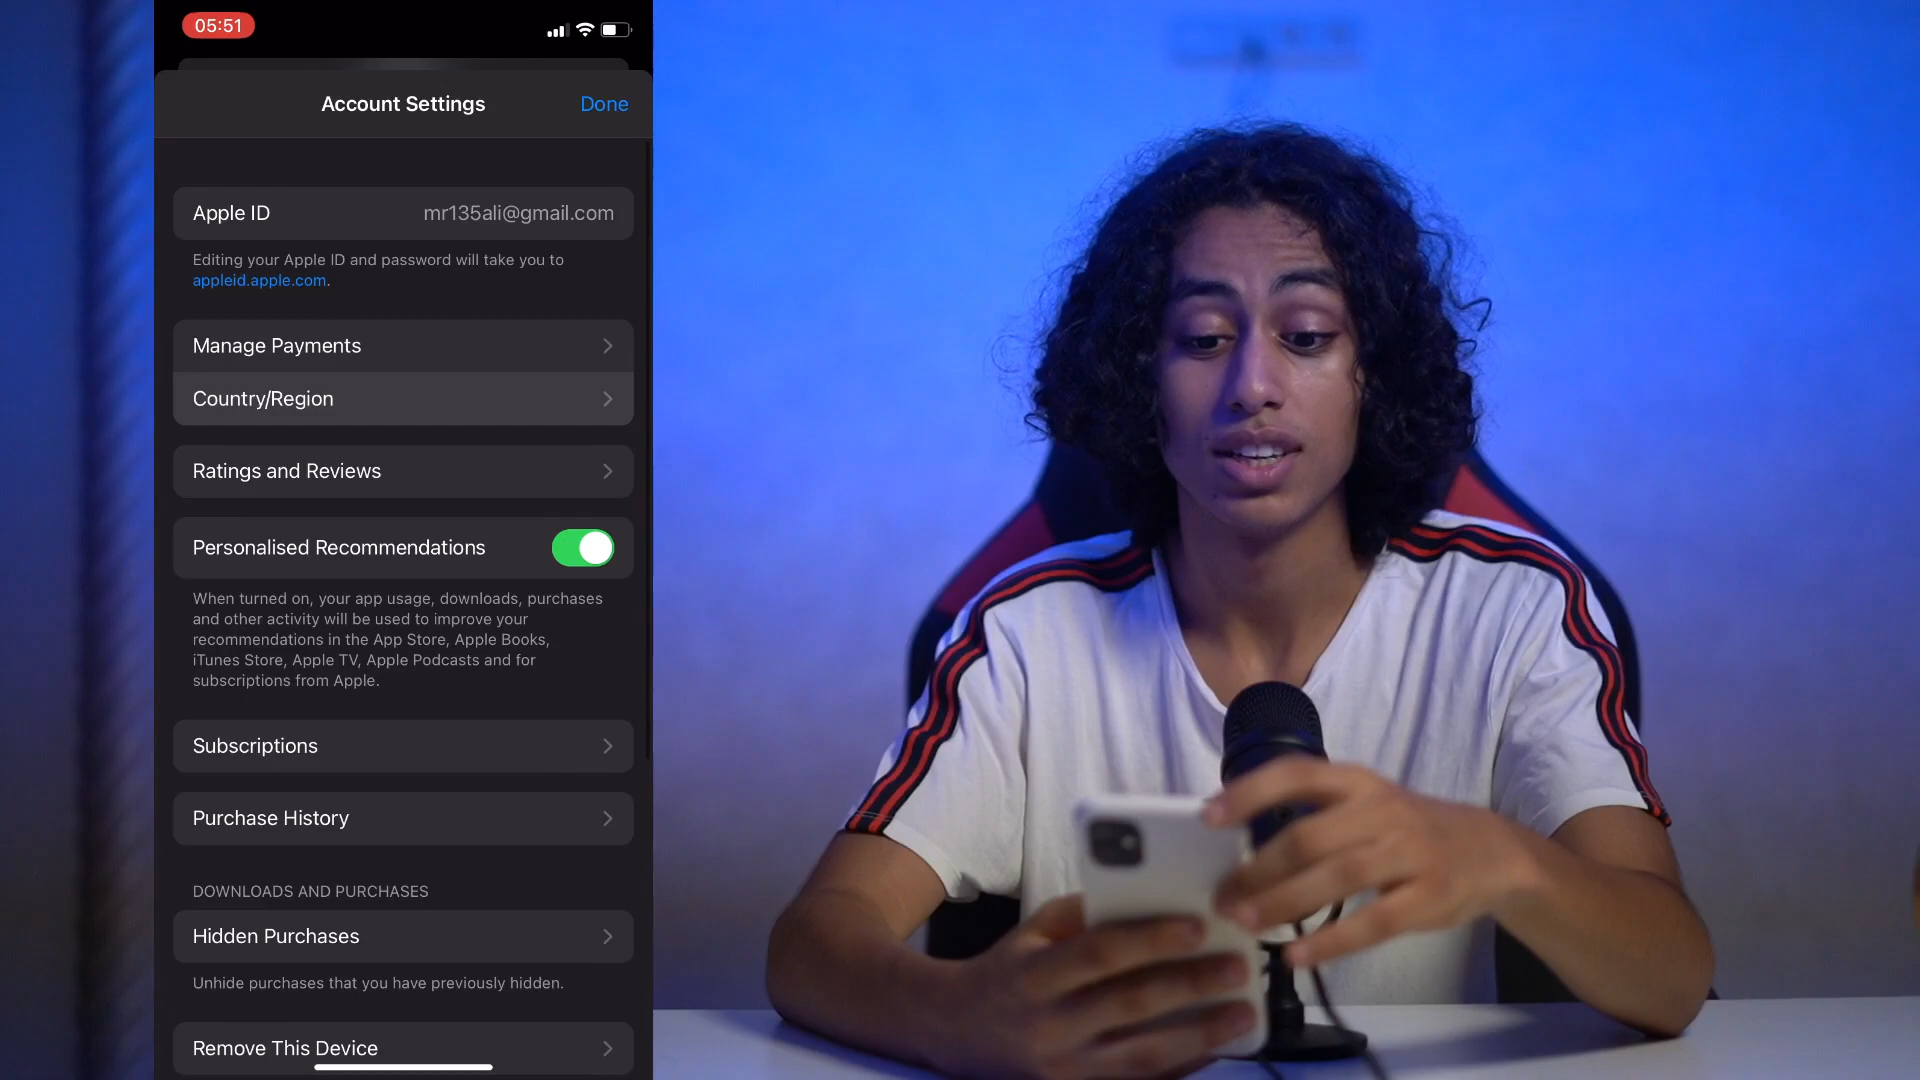 05:51
Account Settings
Done
Apple ID
mr135ali@gmail.com
Editing your Apple ID and password will take you to
appleid.apple.com.
Manage Payments
Country/Region
Ratings and Reviews
Personalised Recommendations
When turned on, your app usage, downloads, purchases
and other activity will be used to improve your
recommendations in the App Store, Apple Books,
iTunes Store, Apple TV, Apple Podcasts and for
subscriptions from Apple.
Subscriptions
Purchase History
DOWNLOADS AND PURCHASES
Hidden Purchases
Unhide purchases that you have previously hidden.
Remove This Device